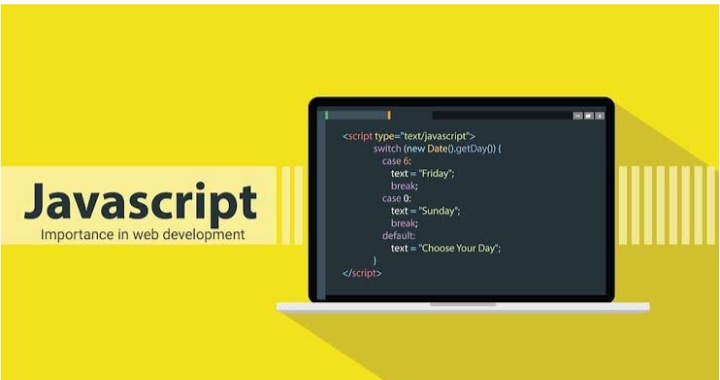 Javascript
Importance in web development
<script type="text/javascript">
switch (new Date().getDay()) {
case 6:
text = "Friday";
break;
case 0:
text = "Sunday";
break;
default:
text = "Choose Your Day";
}
</script>